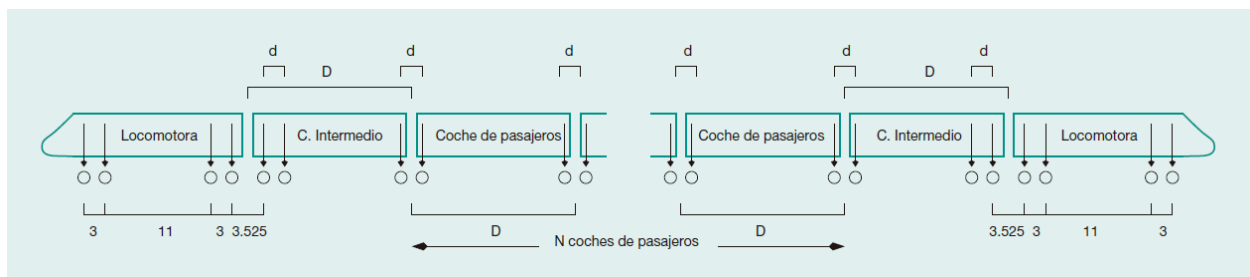 d d d d d d
D D
Locomotora C. Intermedio Coche de pasajeros Coche de pasajeros C. Intermedio Locomotora
3 11 3 3.525 D D 3.525 3 11 3
N coches de pasajeros